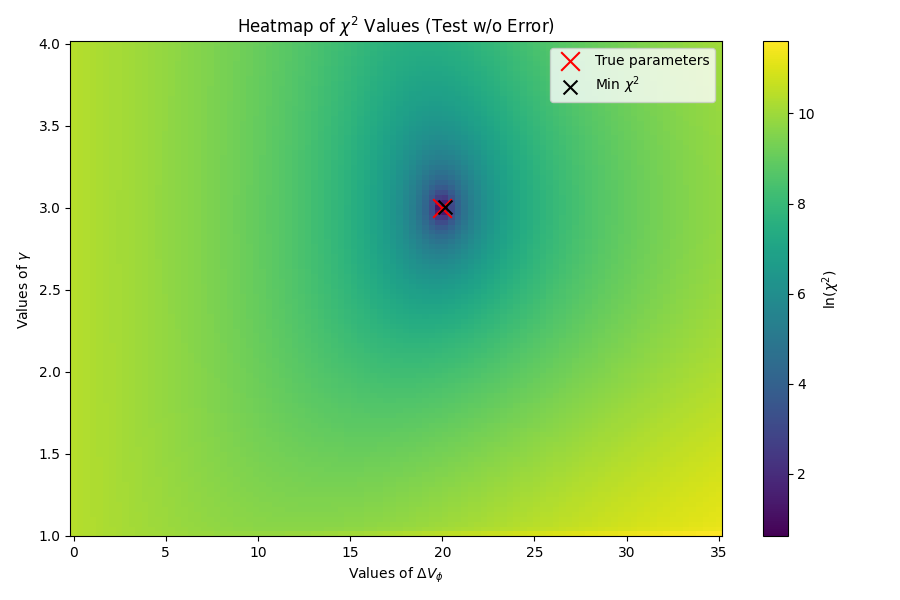 Heatmap of χ² Values (Test w/o Error)
True parameters
Min χ²
4.0
3.5
3.0
2.5
2.0
1.5
1.0
Values of γ
0 5 10 15 20 25 30 35
Values of ΔV_ϕ
10
8
6
4
2
ln(χ²)